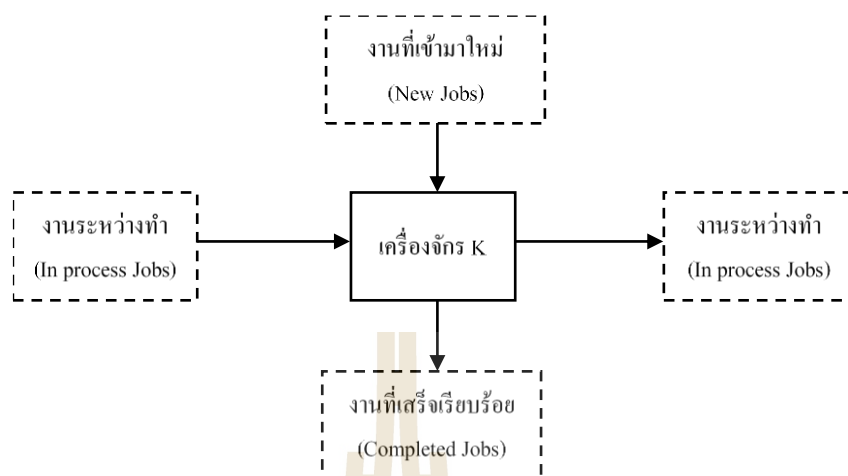 งานที่เข้ามาใหม่
(New Jobs)
งานระหว่างทำ
(In process Jobs)
เครื่องจักร K
งานระหว่างทำ
(In process Jobs)
งานที่เสร็จเรียบร้อย
(Completed Jobs)